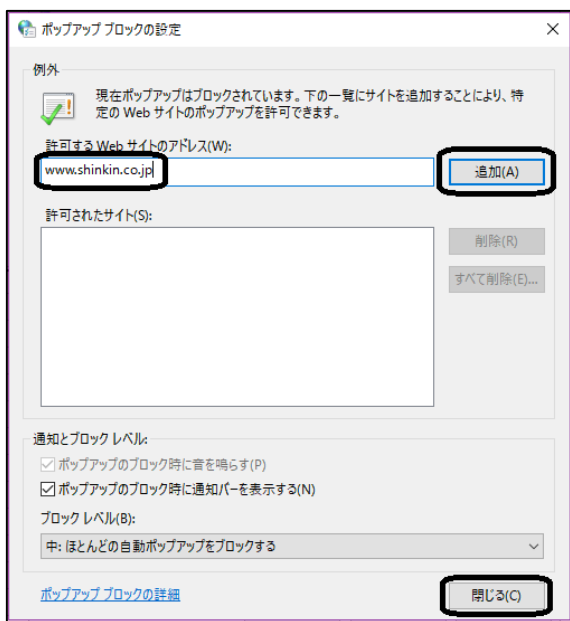 ポップアップ ブロックの設定
例外
現在ポップアップはブロックされています。下の一覧にサイトを追加することにより、特
定の Web サイトのポップアップを許可できます。
許可する Web サイトのアドレス(W):
www.shinkin.co.jp
追加(A)
許可されたサイト(S):
削除(R)
すべて削除(E)...
通知とブロック レベル:
ポップアップのブロック時に音を鳴らす(P)
ポップアップのブロック時に通知バーを表示する(N)
ブロック レベル(B):
中: ほとんどの自動ポップアップをブロックする
ポップアップ ブロックの詳細
閉じる(C)